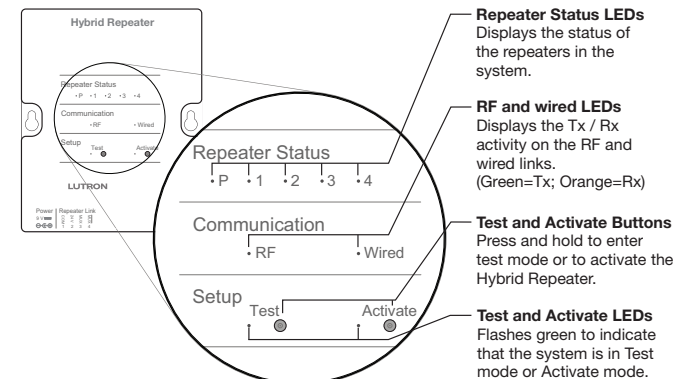 Hybrid Repeater
Repeater Status
P 1 2 3 4
Communication
RF Wired
Setup
Test Activate
LUTRON
Power Repeater Link
9 V
Repeater Status
P 1 2 3 4
Communication
RF Wired
Setup
Test Activate
Repeater Status LEDs
Displays the status of
the repeaters in the
system.
RF and wired LEDs
Displays the Tx / Rx
activity on the RF and
wired links.
(Green=Tx; Orange=Rx)
Test and Activate Buttons
Press and hold to enter
test mode or to activate the
Hybrid Repeater.
Test and Activate LEDs
Flashes green to indicate
that the system is in Test
mode or Activate mode.